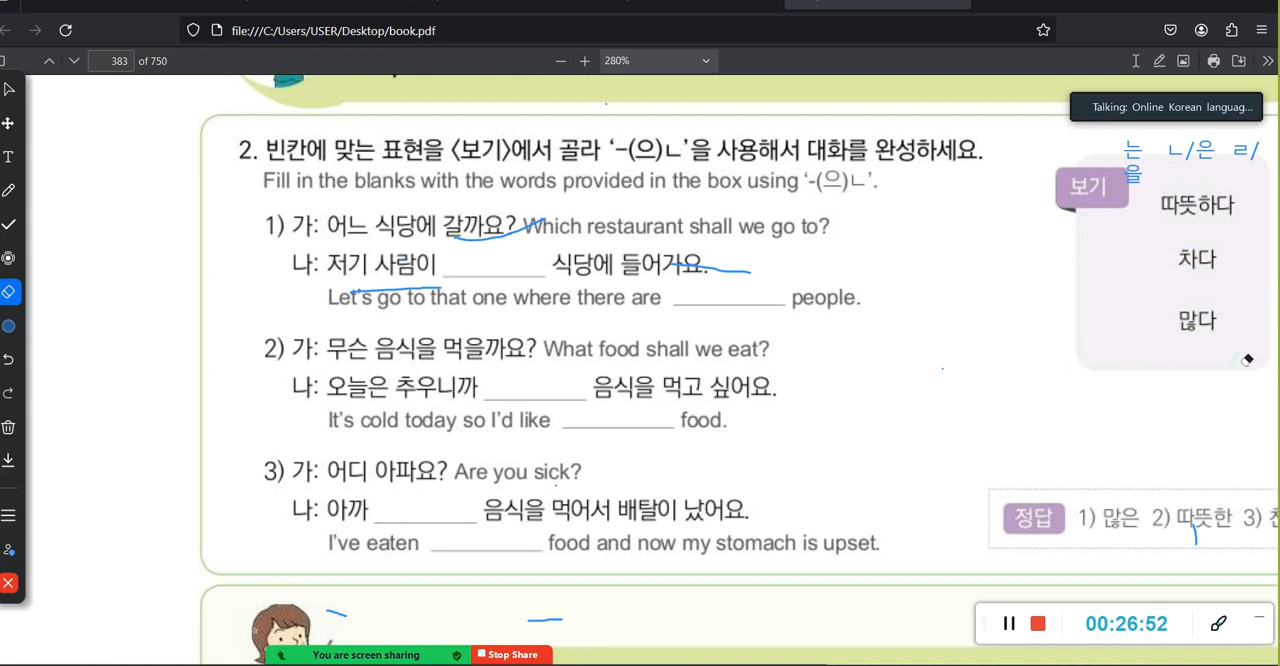 file:///C:/Users/USER/Desktop/book.pdf
383 of 750
280%
Talking: Online Korean languag...
는 ㄴ/은 ㄹ/
을
2. 빈칸에 맞는 표현을 〈보기〉에서 골라 ‘-(으)ㄴ’을 사용해서 대화를 완성하세요.
Fill in the blanks with the words provided in the box using ‘-(으)ㄴ’.
보기
따뜻하다
차다
많다
1) 가: 어느 식당에 갈까요? Which restaurant shall we go to?
나: 저기 사람이 ________ 식당에 들어가요.
Let's go to that one where there are ________ people.
2) 가: 무슨 음식을 먹을까요? What food shall we eat?
나: 오늘은 추우니까 ________ 음식을 먹고 싶어요.
It's cold today so I'd like ________ food.
3) 가: 어디 아파요? Are you sick?
나: 아까 ________ 음식을 먹어서 배탈이 났어요.
I've eaten ________ food and now my stomach is upset.
정답 1) 많은 2) 따뜻한 3)
00:26:52
You are screen sharing
Stop Share